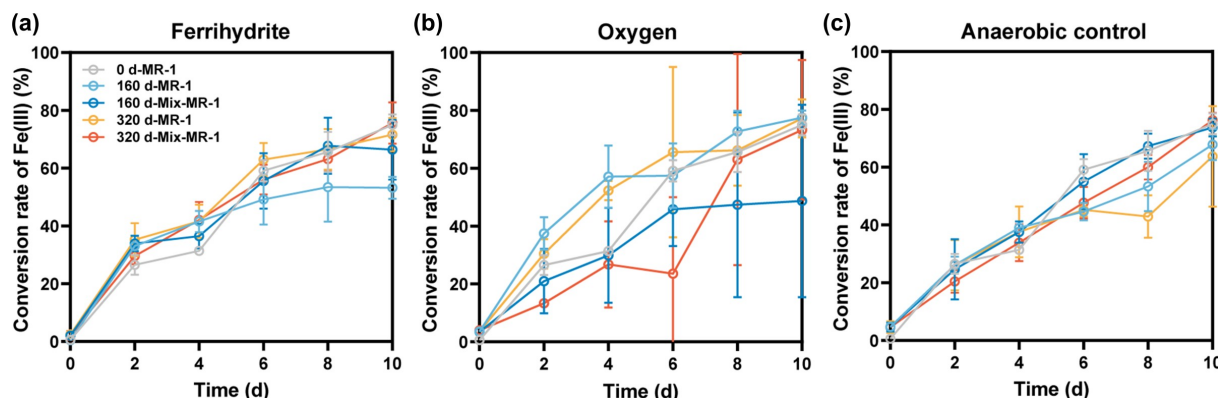 (a)
Ferrihydrite
Conversion rate of Fe(III) (%)
100
80
60
40
20
0
0 d-MR-1
160 d-MR-1
160 d-Mix-MR-1
320 d-MR-1
320 d-Mix-MR-1
0 2 4 6 8 10
Time (d)
(b)
Oxygen
Conversion rate of Fe(III) (%)
100
80
60
40
20
0
0 2 4 6 8 10
Time (d)
(c)
Anaerobic control
Conversion rate of Fe(III) (%)
100
80
60
40
20
0
0 2 4 6 8 10
Time (d)